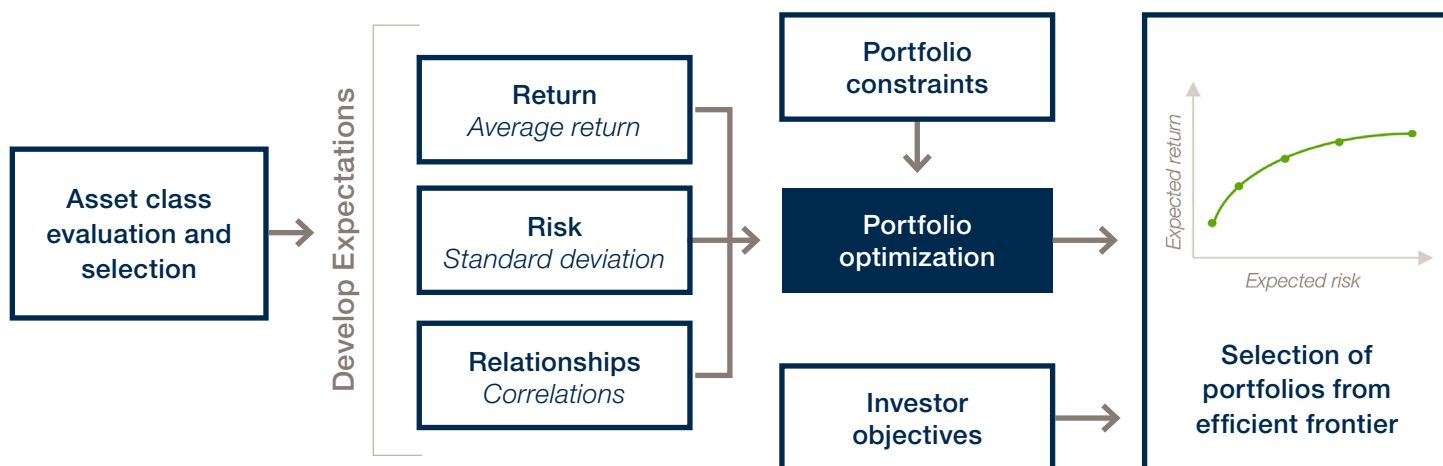 Asset class
evaluation and
selection
Develop Expectations
Return
Average return
Risk
Standard deviation
Relationships
Correlations
Portfolio
constraints
Portfolio
optimization
Investor
objectives
Expected return
Expected risk
Selection of
portfolios from
efficient frontier